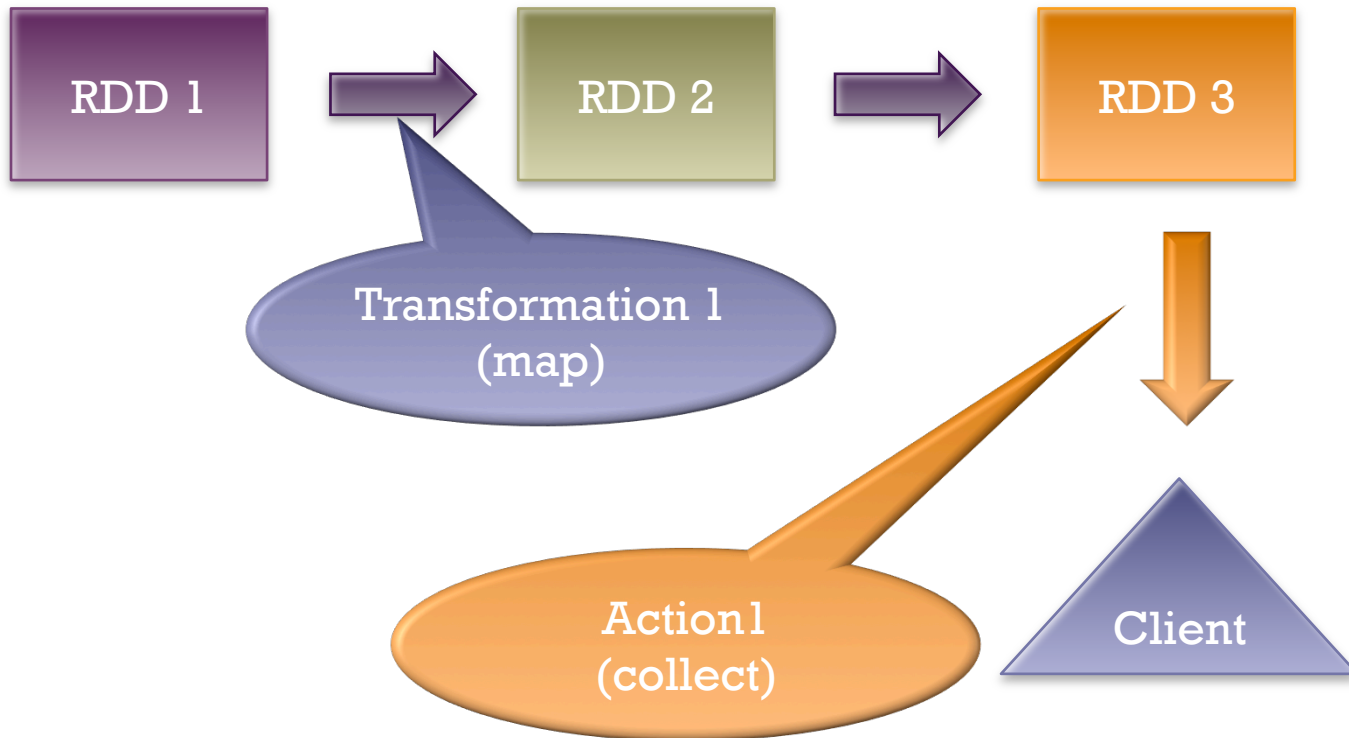 RDD 1
RDD 2
RDD 3
Transformation 1
(map)
Action1
(collect)
Client